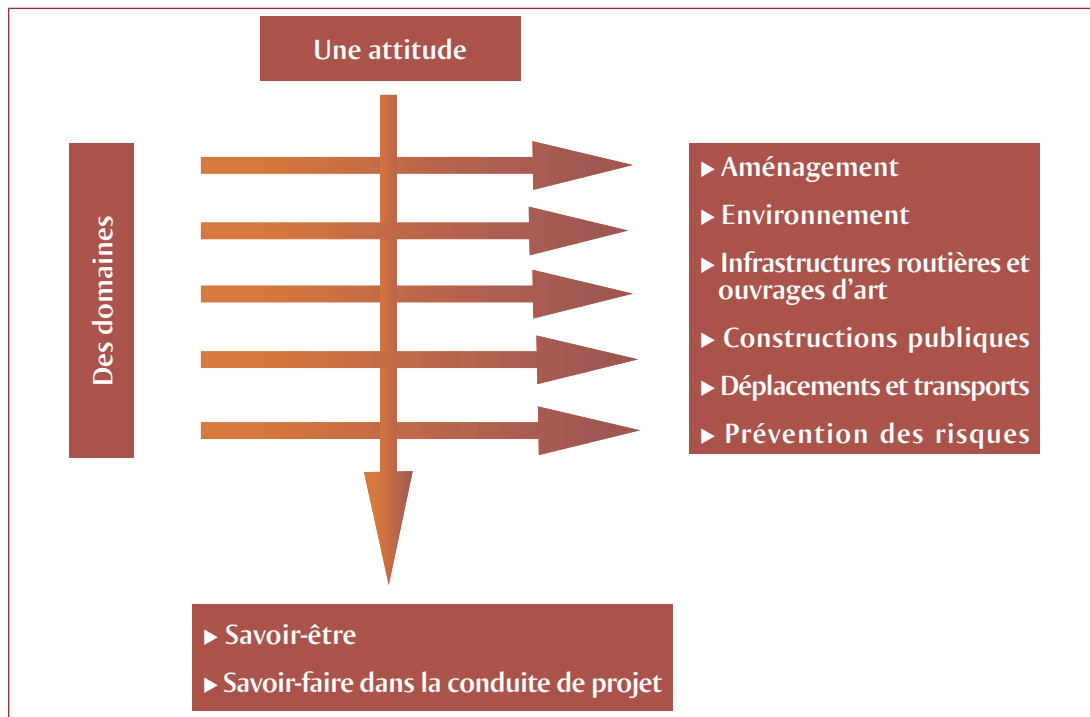 Une attitude
Des domaines
▶ Aménagement
▶ Environnement
▶ Infrastructures routières et
ouvrages d’art
▶ Constructions publiques
▶ Déplacements et transports
▶ Prévention des risques
▶ Savoir-être
▶ Savoir-faire dans la conduite de projet